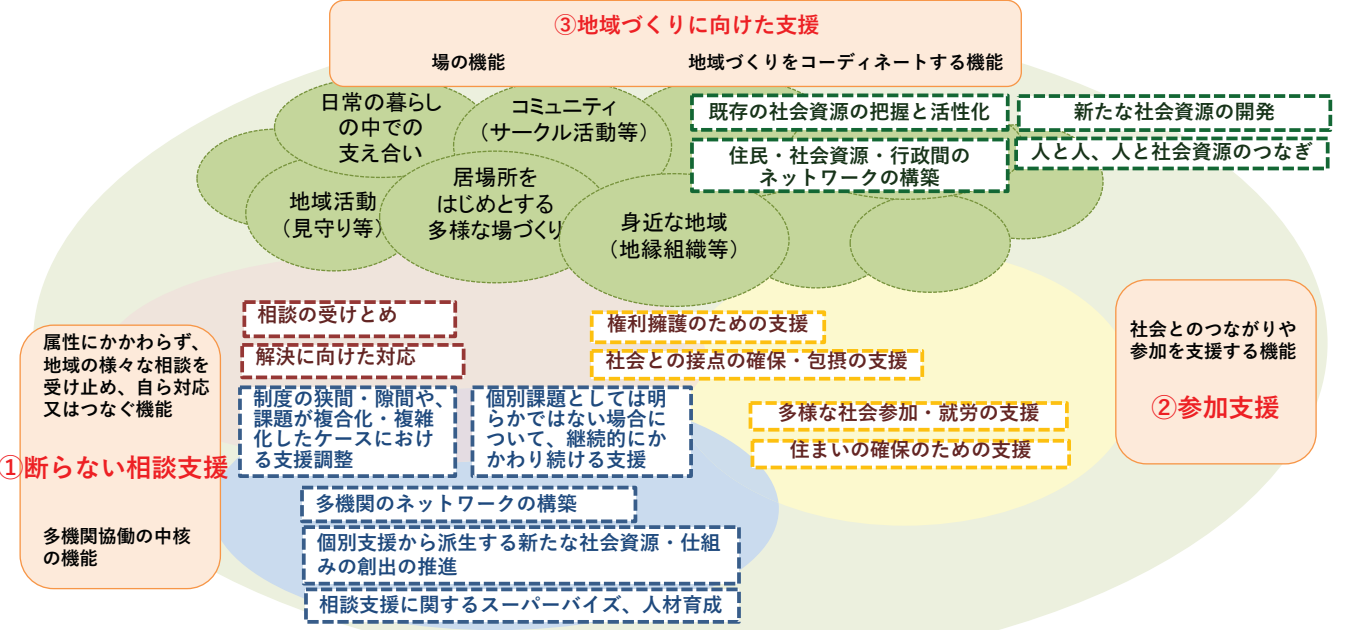 ③地域づくりに向けた支援
場の機能
地域づくりをコーディネートする機能
日常の暮らし
の中での
支え合い
コミュニティ
（サークル活動等）
地域活動
（見守り等）
居場所を
はじめとする
多様な場づくり
身近な地域
（地縁組織等）
既存の社会資源の把握と活性化
新たな社会資源の開発
住民・社会資源・行政間の
ネットワークの構築
人と人、人と社会資源のつなぎ
属性にかかわらず、
地域の様々な相談を
受け止め、自ら対応
又はつなぐ機能
①断らない相談支援
多機関協働の中核
の機能
相談の受けとめ
解決に向けた対応
制度の狭間・隙間や、
課題が複合化・複雑
化したケースにおけ
る支援調整
個別課題としては明
らかではない場合に
ついて、継続的にか
かわり続ける支援
多機関のネットワークの構築
個別支援から派生する新たな社会資源・仕組
みの創出の推進
相談支援に関するスーパーバイズ、人材育成
権利擁護のための支援
社会との接点の確保・包摂の支援
多様な社会参加・就労の支援
住まいの確保のための支援
社会とのつながりや
参加を支援する機能
②参加支援